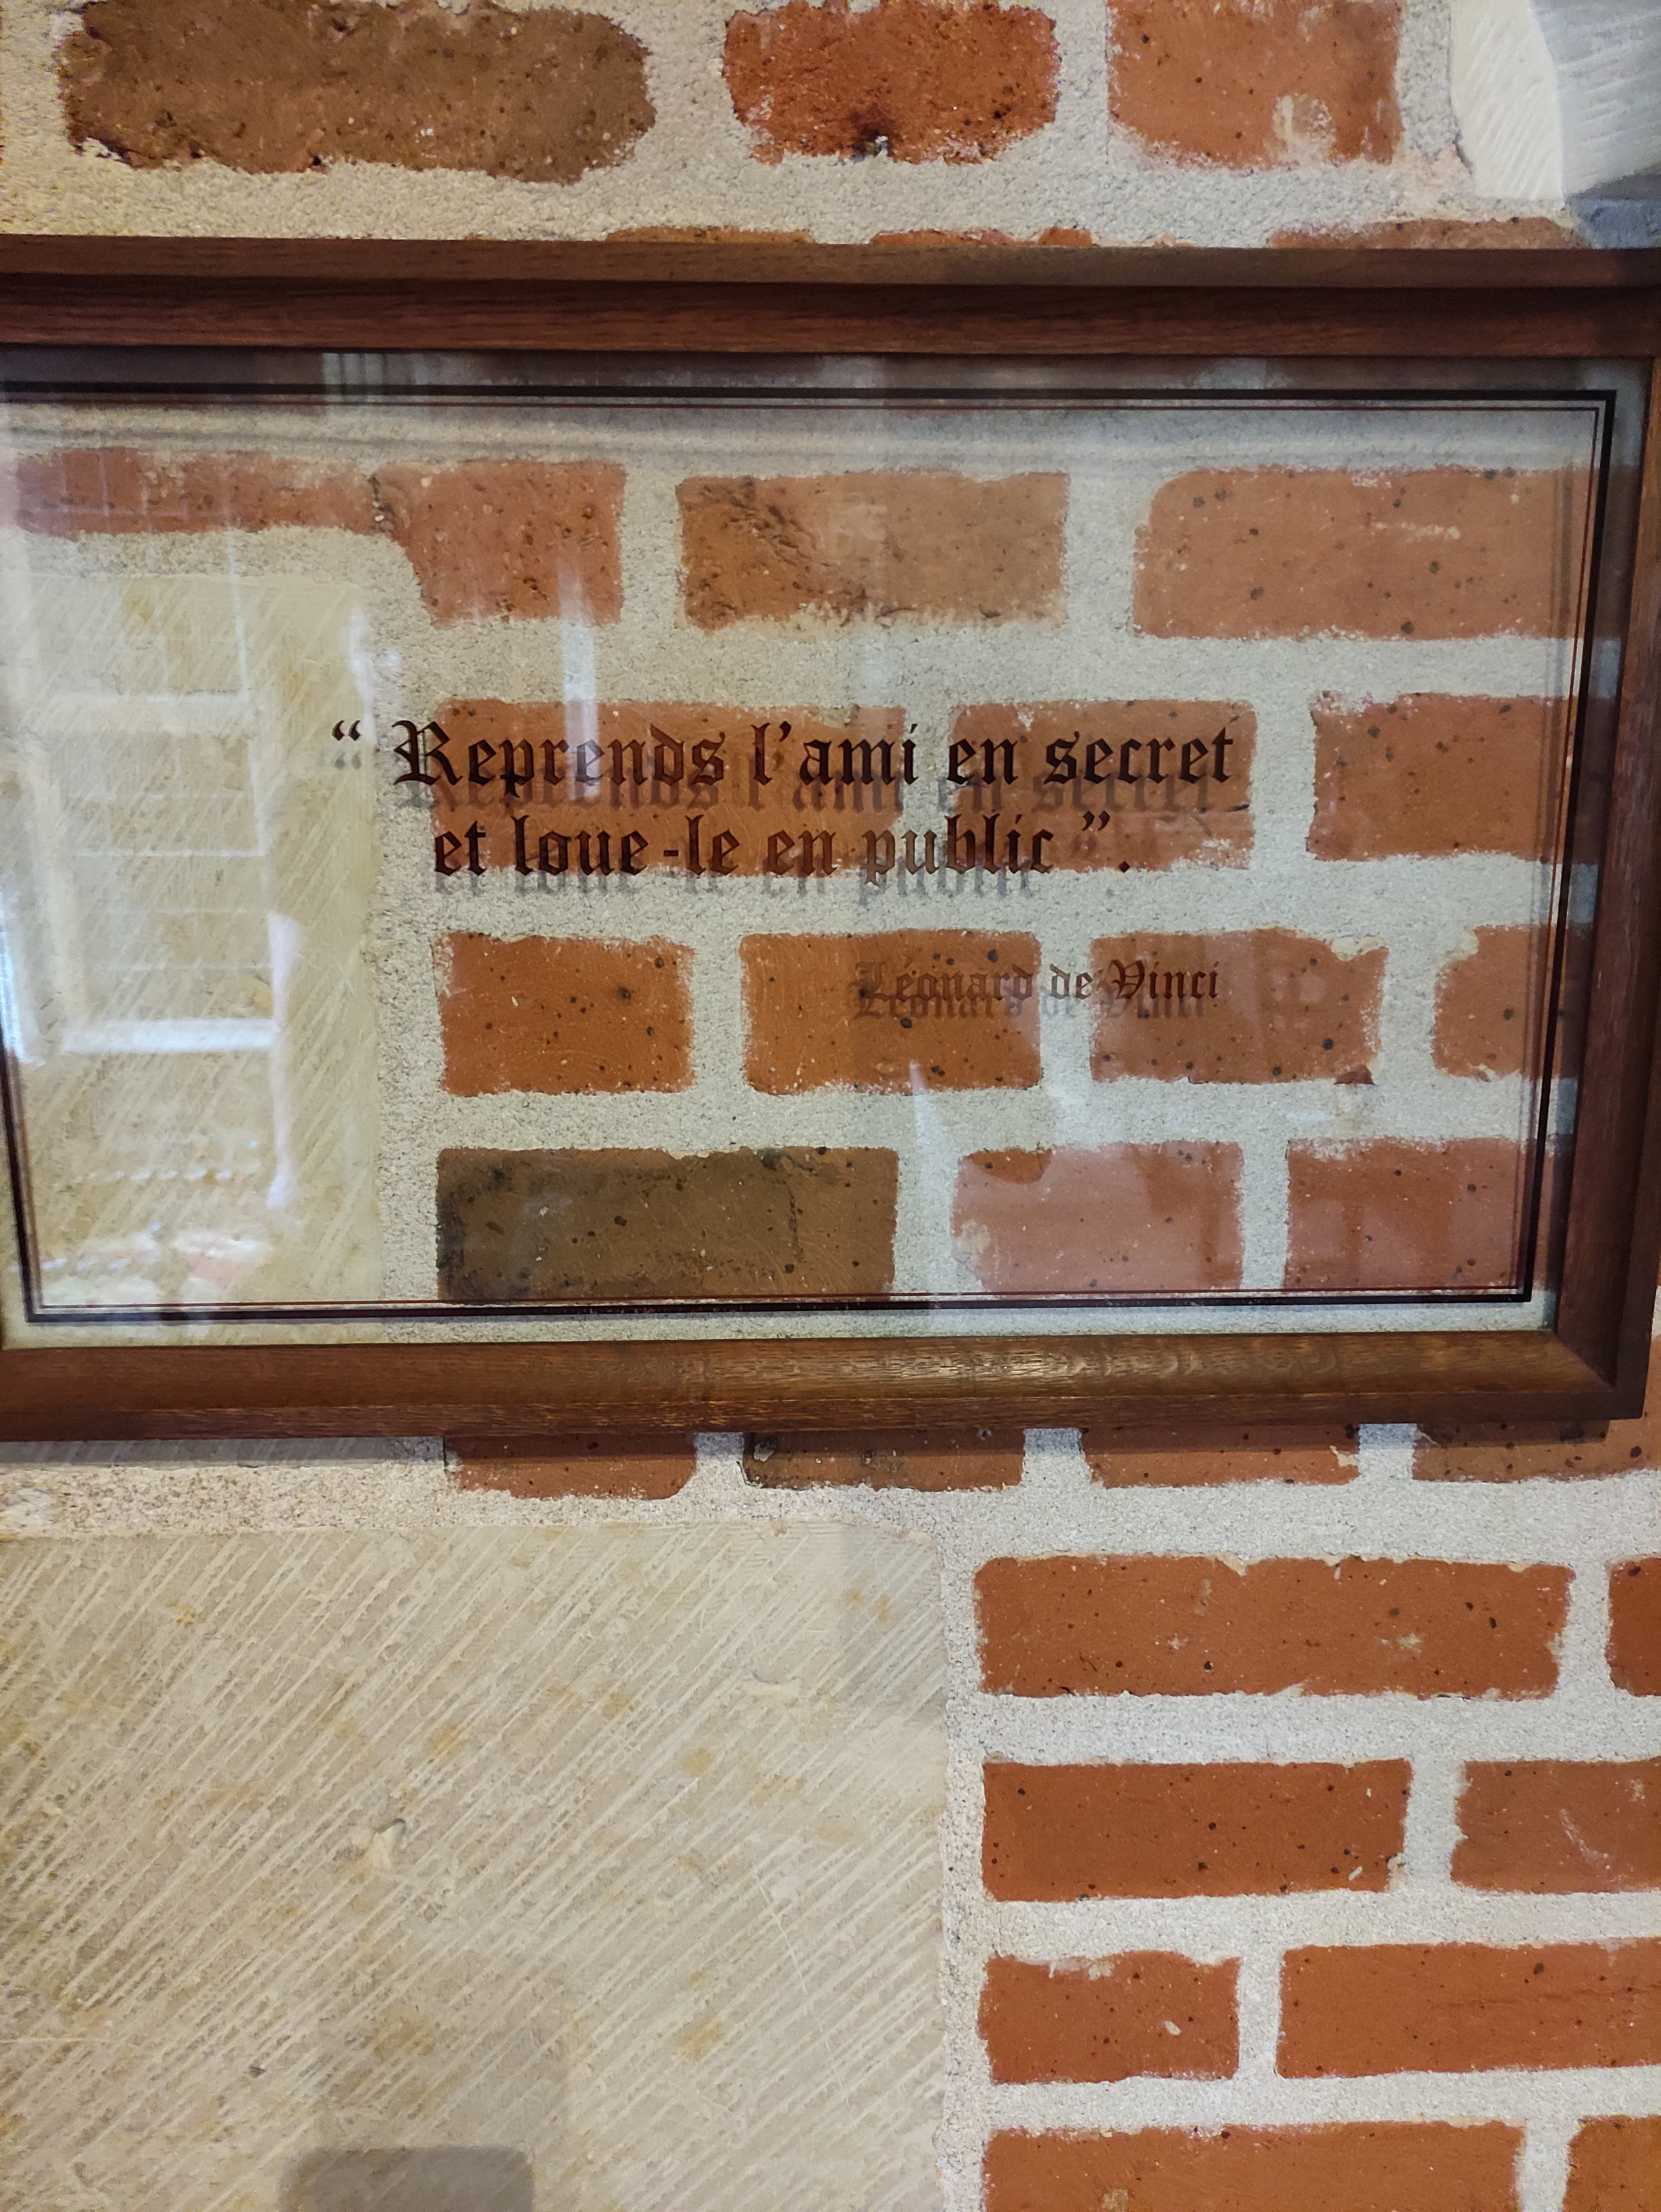 “ Reprends l'ami en secret
et loue-le en public ”.
Léonard de Vinci